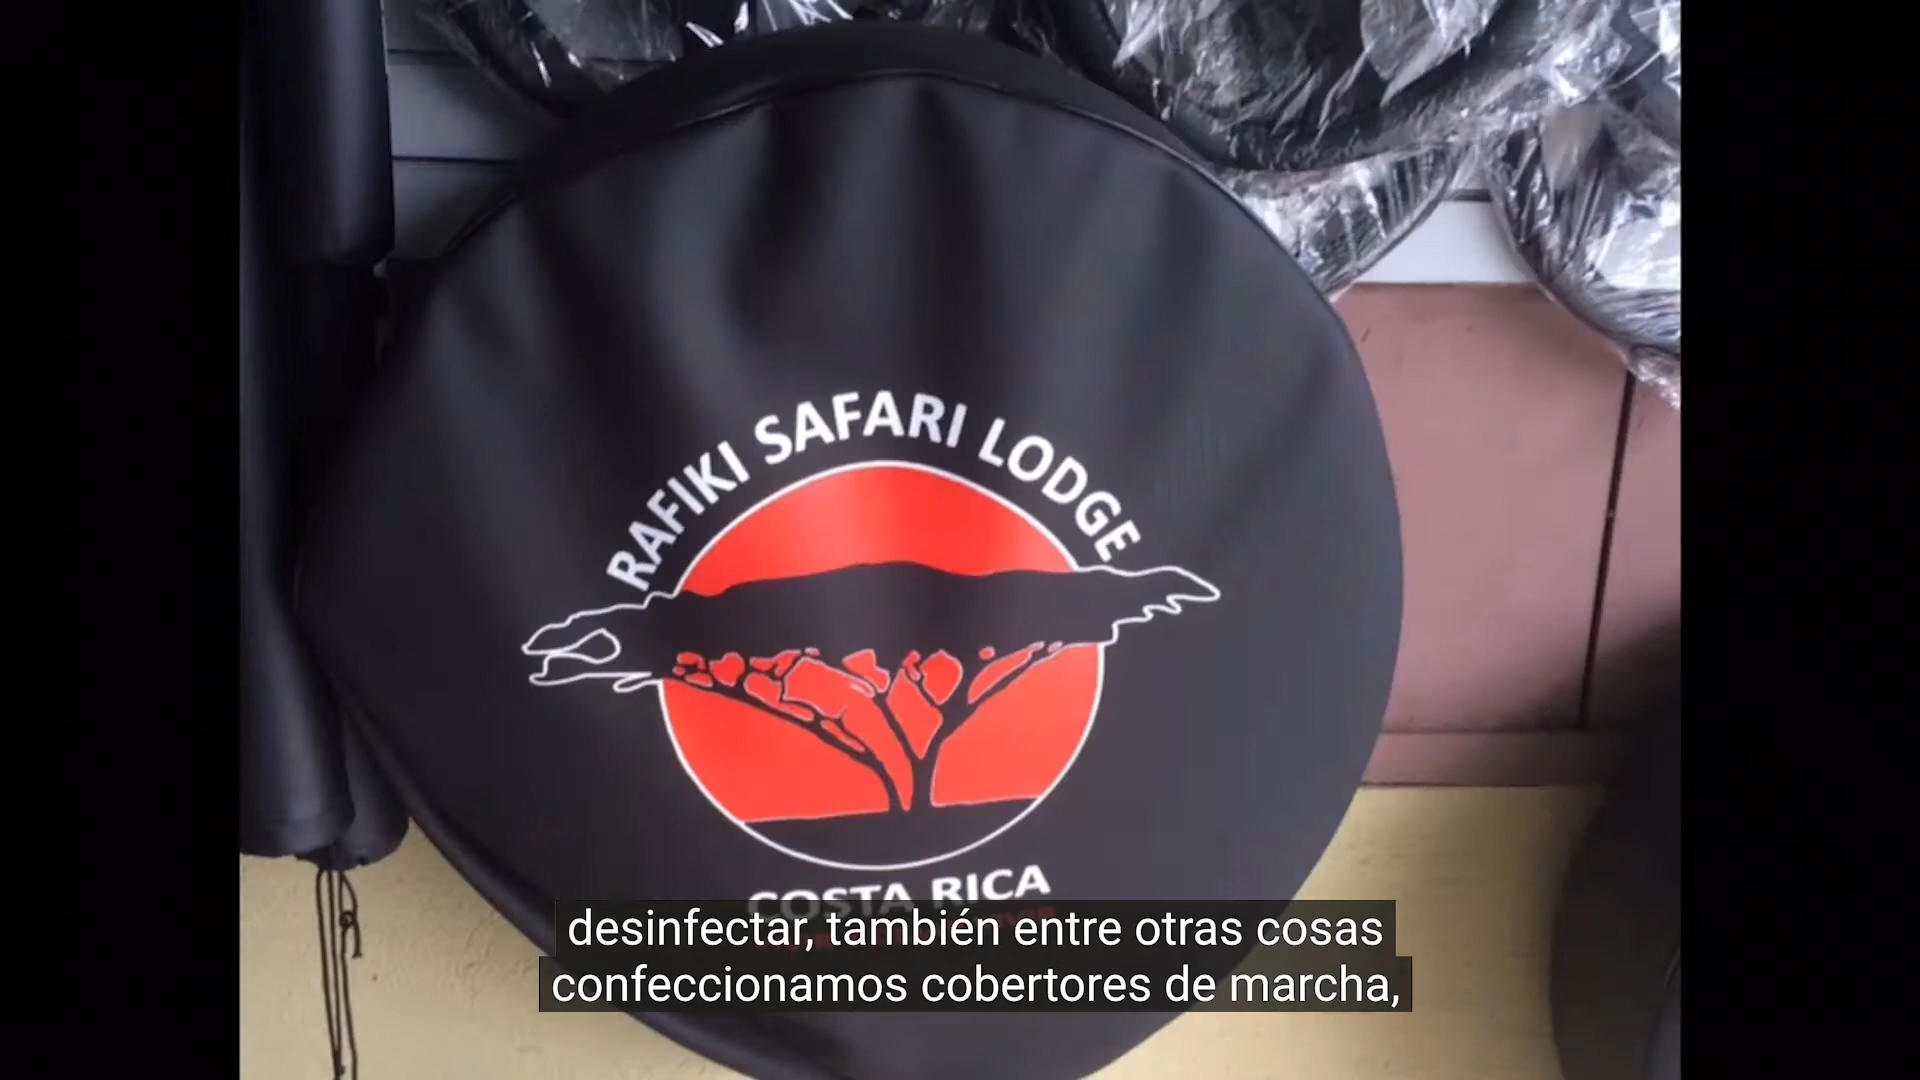 RAFIKI SAFARI LODGE
COSTA RICA
desinfectar, también entre otras cosas
confeccionamos cobertores de marcha,